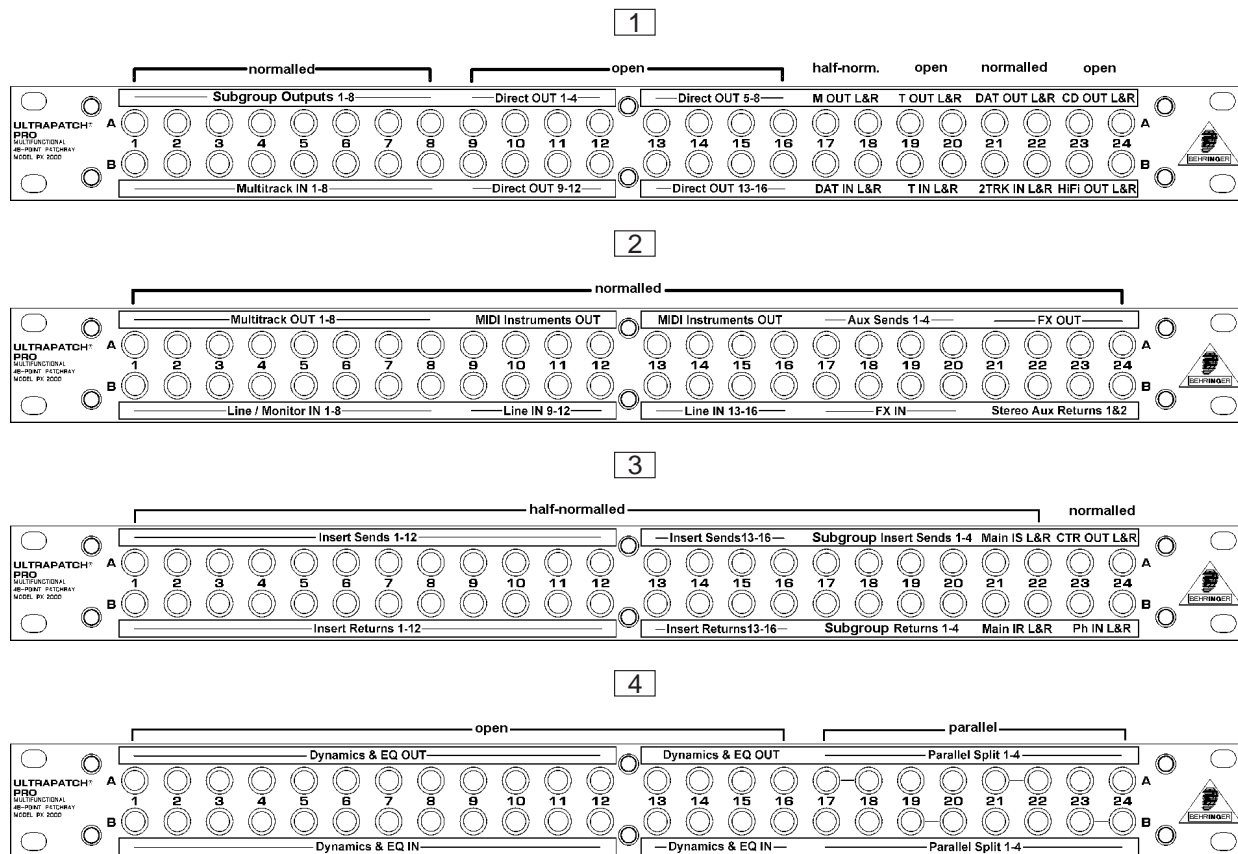 1
normalled open half-norm. open normalled open
Subgroup Outputs 1-8 Direct OUT 1-4 Direct OUT 5-8 M OUT L&R T OUT L&R DAT OUT L&R CD OUT L&R
ULTRAPATCH®
PRO
MULTIFUNCTIONAL
48-POINT PATCHBAY
MODEL PX 2000
A A
1 2 3 4 5 6 7 8 9 10 11 12 13 14 15 16 17 18 19 20 21 22 23 24
B B
BEHRINGER
Multitrack IN 1-8 Direct OUT 9-12 Direct OUT 13-16 DAT IN L&R T IN L&R 2TRK IN L&R HiFi OUT L&R
2
normalled
Multitrack OUT 1-8 MIDI Instruments OUT MIDI Instruments OUT Aux Sends 1-4 FX OUT
ULTRAPATCH®
PRO
MULTIFUNCTIONAL
48-POINT PATCHBAY
MODEL PX 2000
A A
1 2 3 4 5 6 7 8 9 10 11 12 13 14 15 16 17 18 19 20 21 22 23 24
B B
BEHRINGER
Line / Monitor IN 1-8 Line IN 9-12 Line IN 13-16 FX IN Stereo Aux Returns 1&2
3
half-normalled normalled
Insert Sends 1-12 Insert Sends13-16 Subgroup Insert Sends 1-4 Main IS L&R CTR OUT L&R
ULTRAPATCH®
PRO
MULTIFUNCTIONAL
48-POINT PATCHBAY
MODEL PX 2000
A A
1 2 3 4 5 6 7 8 9 10 11 12 13 14 15 16 17 18 19 20 21 22 23 24
B B
BEHRINGER
Insert Returns 1-12 Insert Returns13-16 Subgroup Returns 1-4 Main IR L&R Ph IN L&R
4
open parallel
Dynamics & EQ OUT Dynamics & EQ OUT Parallel Split 1-4
ULTRAPATCH®
PRO
MULTIFUNCTIONAL
48-POINT PATCHBAY
MODEL PX 2000
A A
1 2 3 4 5 6 7 8 9 10 11 12 13 14 15 16 17 18 19 20 21 22 23 24
B B
BEHRINGER
Dynamics & EQ IN Dynamics & EQ IN Parallel Split 1-4